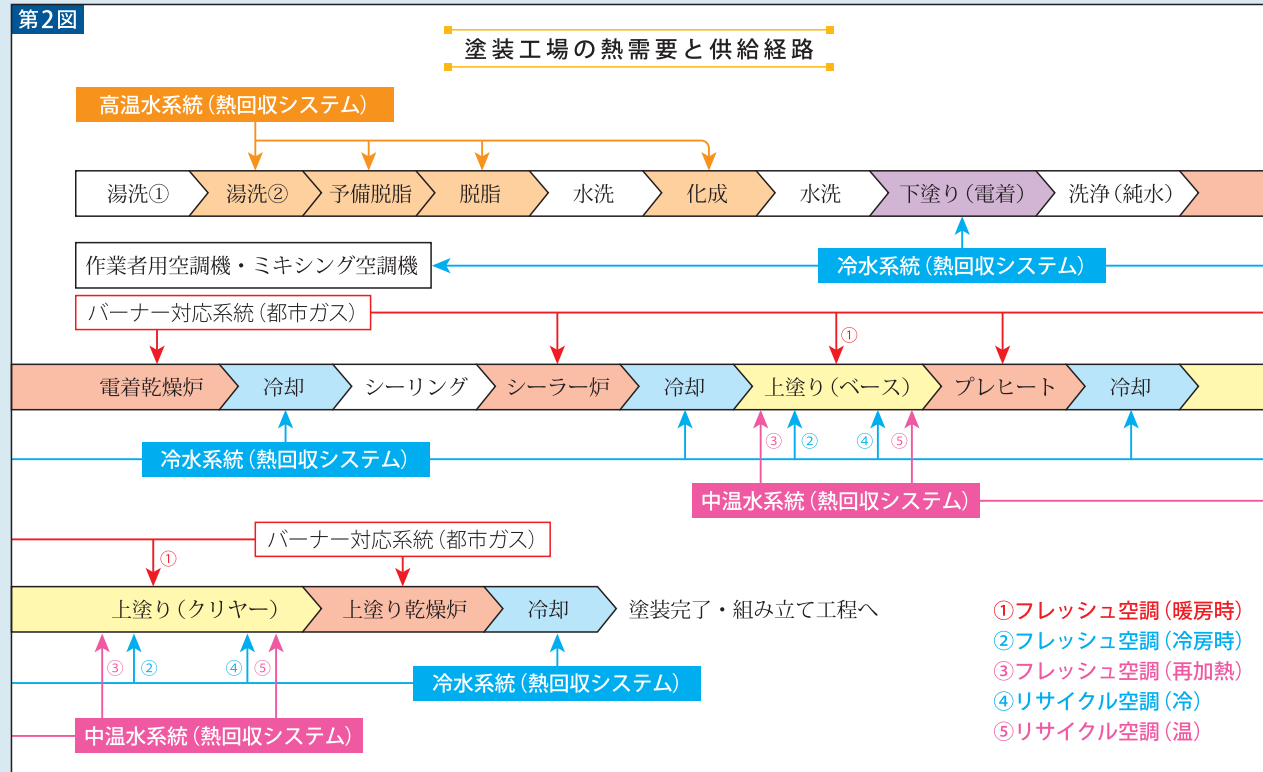 第2図
塗装工場の熱需要と供給経路
高温水系統(熱回収システム)
湯洗① 湯洗② 予備脱脂 脱脂 水洗 化成 水洗 下塗り(電着) 洗浄(純水)
作業者用空調機・ミキシング空調機
冷水系統(熱回収システム)
バーナー対応系統(都市ガス)
①
電着乾燥炉 冷却 シーリング シーラー炉 冷却 上塗り(ベース) プレヒート 冷却
③ ② ④ ⑤
冷水系統(熱回収システム)
中温水系統(熱回収システム)
バーナー対応系統(都市ガス)
①
上塗り(クリヤー) 上塗り乾燥炉 冷却 塗装完了・組み立て工程へ
③ ② ④ ⑤
冷水系統(熱回収システム)
中温水系統(熱回収システム)
①フレッシュ空調(暖房時)
②フレッシュ空調(冷房時)
③フレッシュ空調(再加熱)
④リサイクル空調(冷)
⑤リサイクル空調(温)